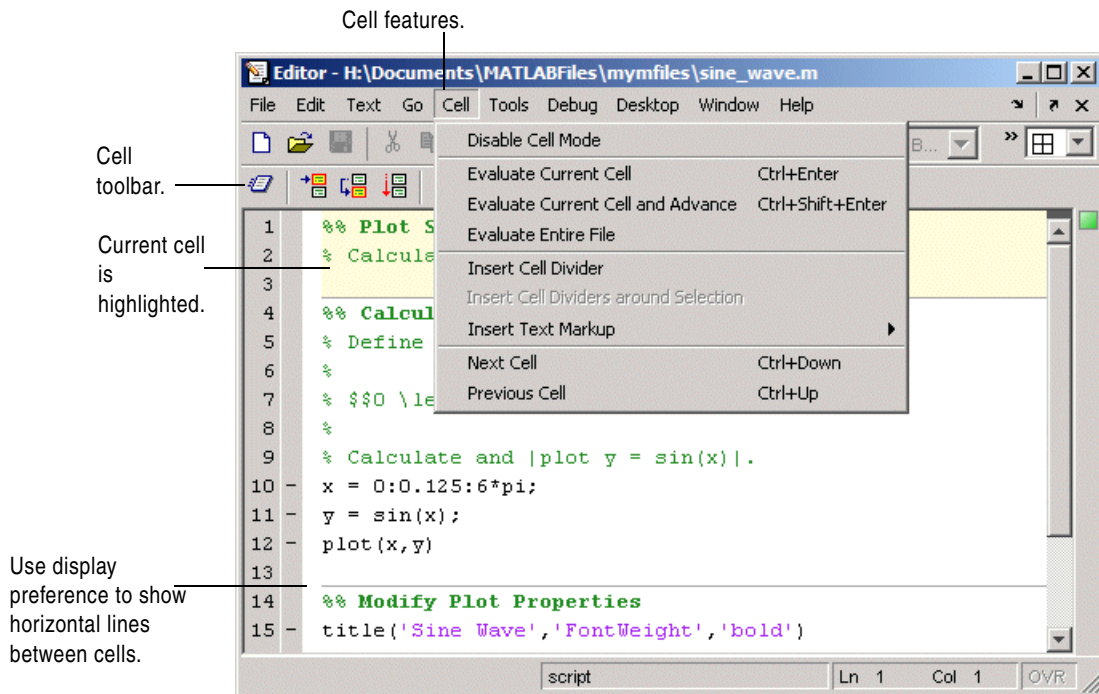 Cell features.
Editor - H:\Documents\MATLABFiles\mymfiles\sine_wave.m
File Edit Text Go Cell Tools Debug Desktop Window Help
Disable Cell Mode
B...
»
Evaluate Current Cell Ctrl+Enter
Evaluate Current Cell and Advance Ctrl+Shift+Enter
Evaluate Entire File
Insert Cell Divider
Insert Cell Dividers around Selection
Insert Text Markup
Next Cell Ctrl+Down
Previous Cell Ctrl+Up
Cell
toolbar.
Current cell
is
highlighted.
Use display
preference to show
horizontal lines
between cells.
1 %% Plot S
2 % Calcula
3
4 %% Calcul
5 % Define
6 %
7 % $$0 \le
8 %
9 % Calculate and |plot y = sin(x)|.
10 - x = 0:0.125:6*pi;
11 - y = sin(x);
12 - plot(x,y)
13
14 %% Modify Plot Properties
15 - title('Sine Wave','FontWeight','bold')
script Ln 1 Col 1 OVR